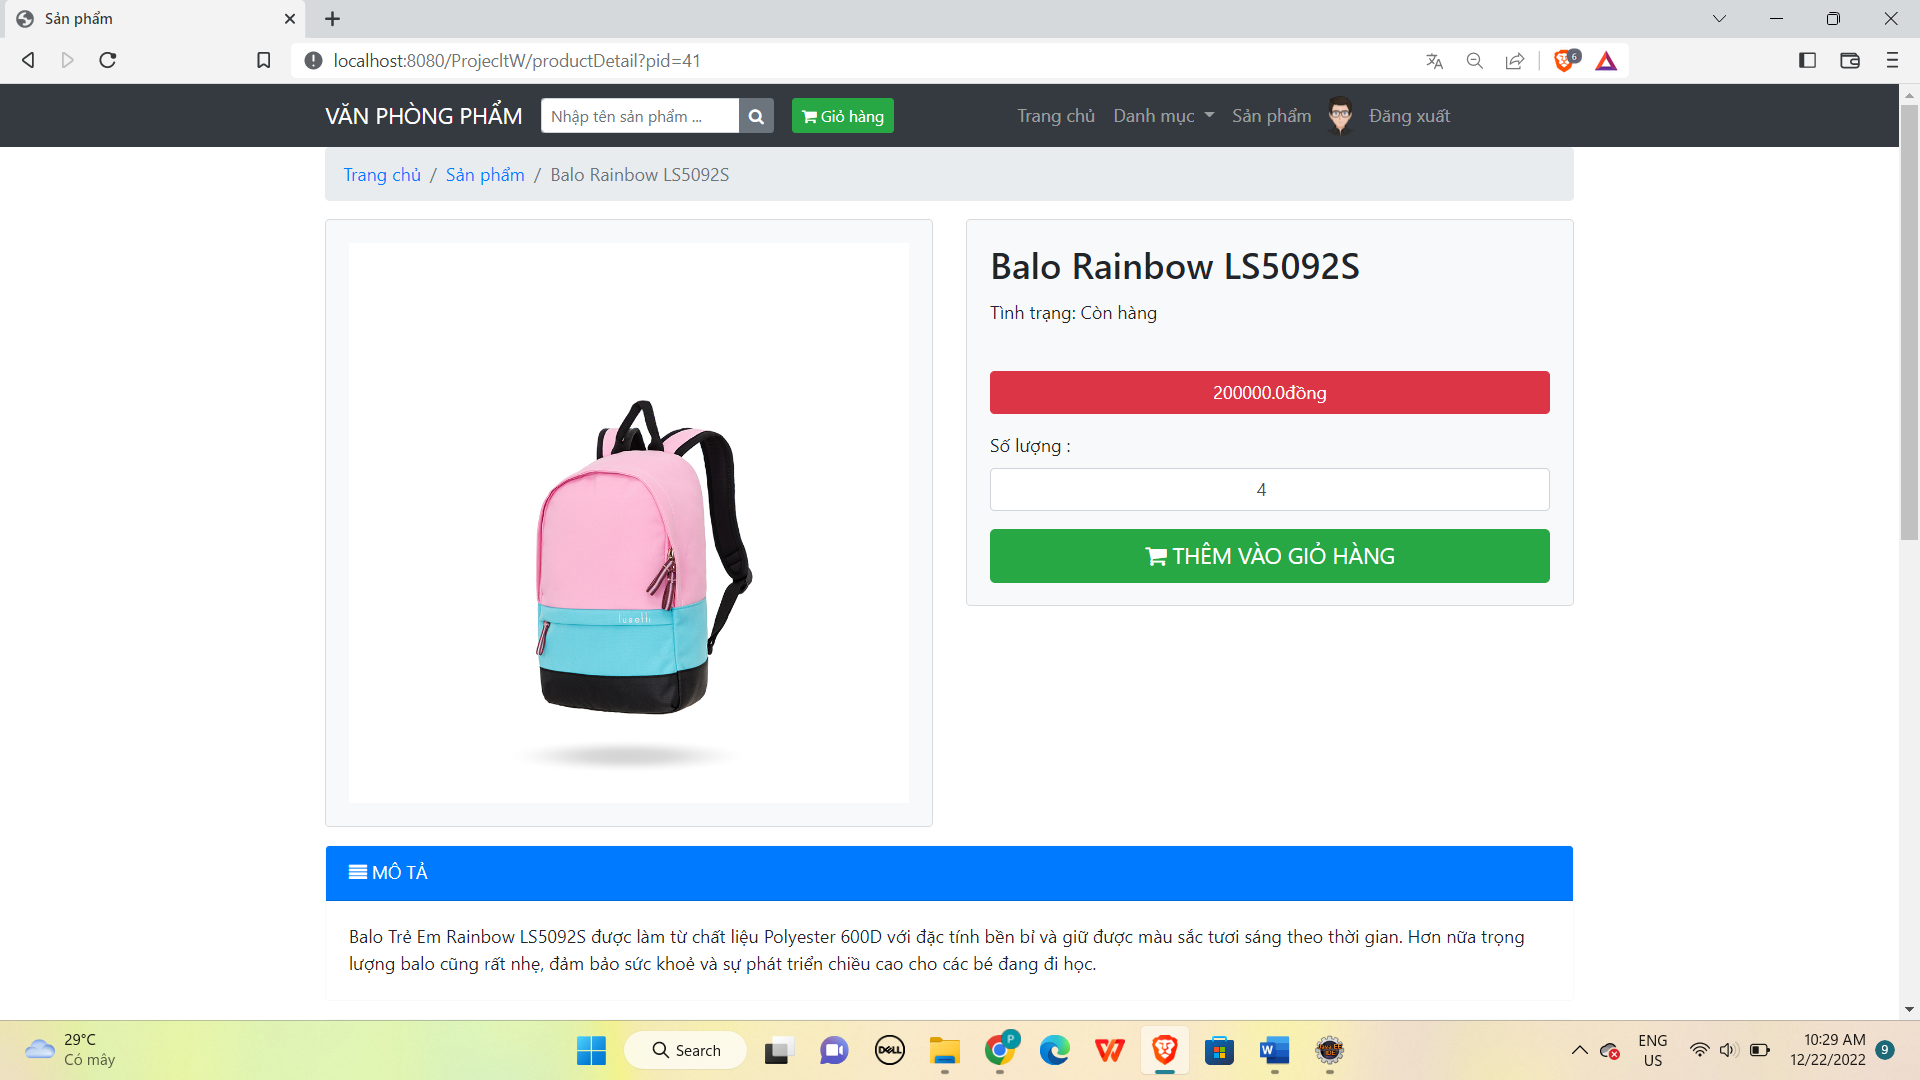 Sản phẩm
localhost:8080/ProjecltW/productDetail?pid=41
6
VĂN PHÒNG PHẨM
Nhập tên sản phẩm ...
Giỏ hàng
Trang chủ
Danh mục
Sản phẩm
Đăng xuất
Trang chủ / Sản phẩm / Balo Rainbow LS5092S
Balo Rainbow LS5092S
Tình trạng: Còn hàng
200000.0đồng
Số lượng :
4
THÊM VÀO GIỎ HÀNG
MÔ TẢ
Balo Trẻ Em Rainbow LS5092S được làm từ chất liệu Polyester 600D với đặc tính bền bỉ và giữ được màu sắc tươi sáng theo thời gian. Hơn nữa trọng
lượng balo cũng rất nhẹ, đảm bảo sức khoẻ và sự phát triển chiều cao cho các bé đang đi học.
29°C
Có mây
Search
DELL
P
W
ENG
US
10:29 AM
12/22/2022
9